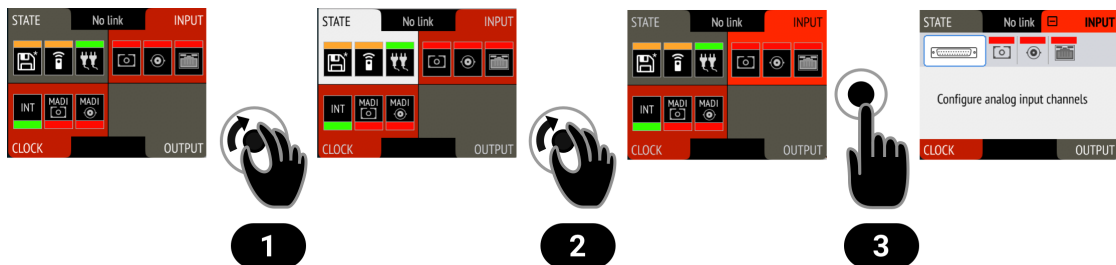 STATE No link INPUT
INT MADI MADI
CLOCK OUTPUT
1
STATE No link INPUT
INT MADI MADI
CLOCK OUTPUT
2
STATE No link INPUT
INT MADI MADI
CLOCK OUTPUT
3
STATE No link INPUT
Configure analog input channels
CLOCK OUTPUT